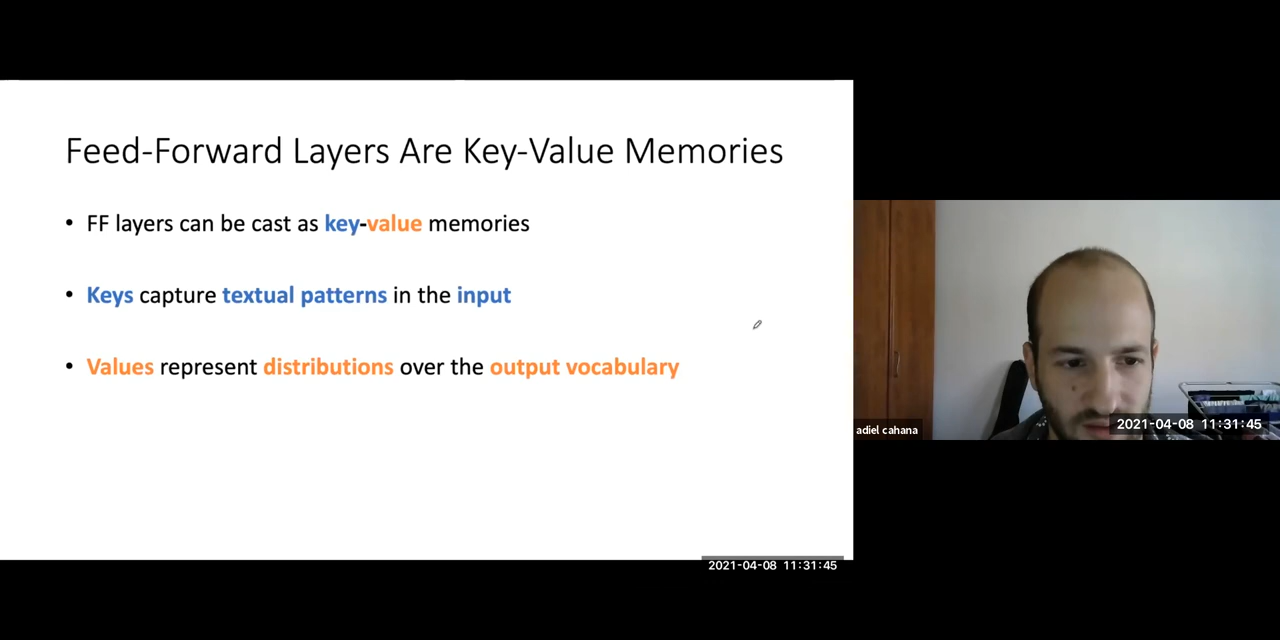 Feed-Forward Layers Are Key-Value Memories
• FF layers can be cast as key-value memories
• Keys capture textual patterns in the input
• Values represent distributions over the output vocabulary
adiel cahana
2021-04-08 11:31:45
2021-04-08 11:31:45